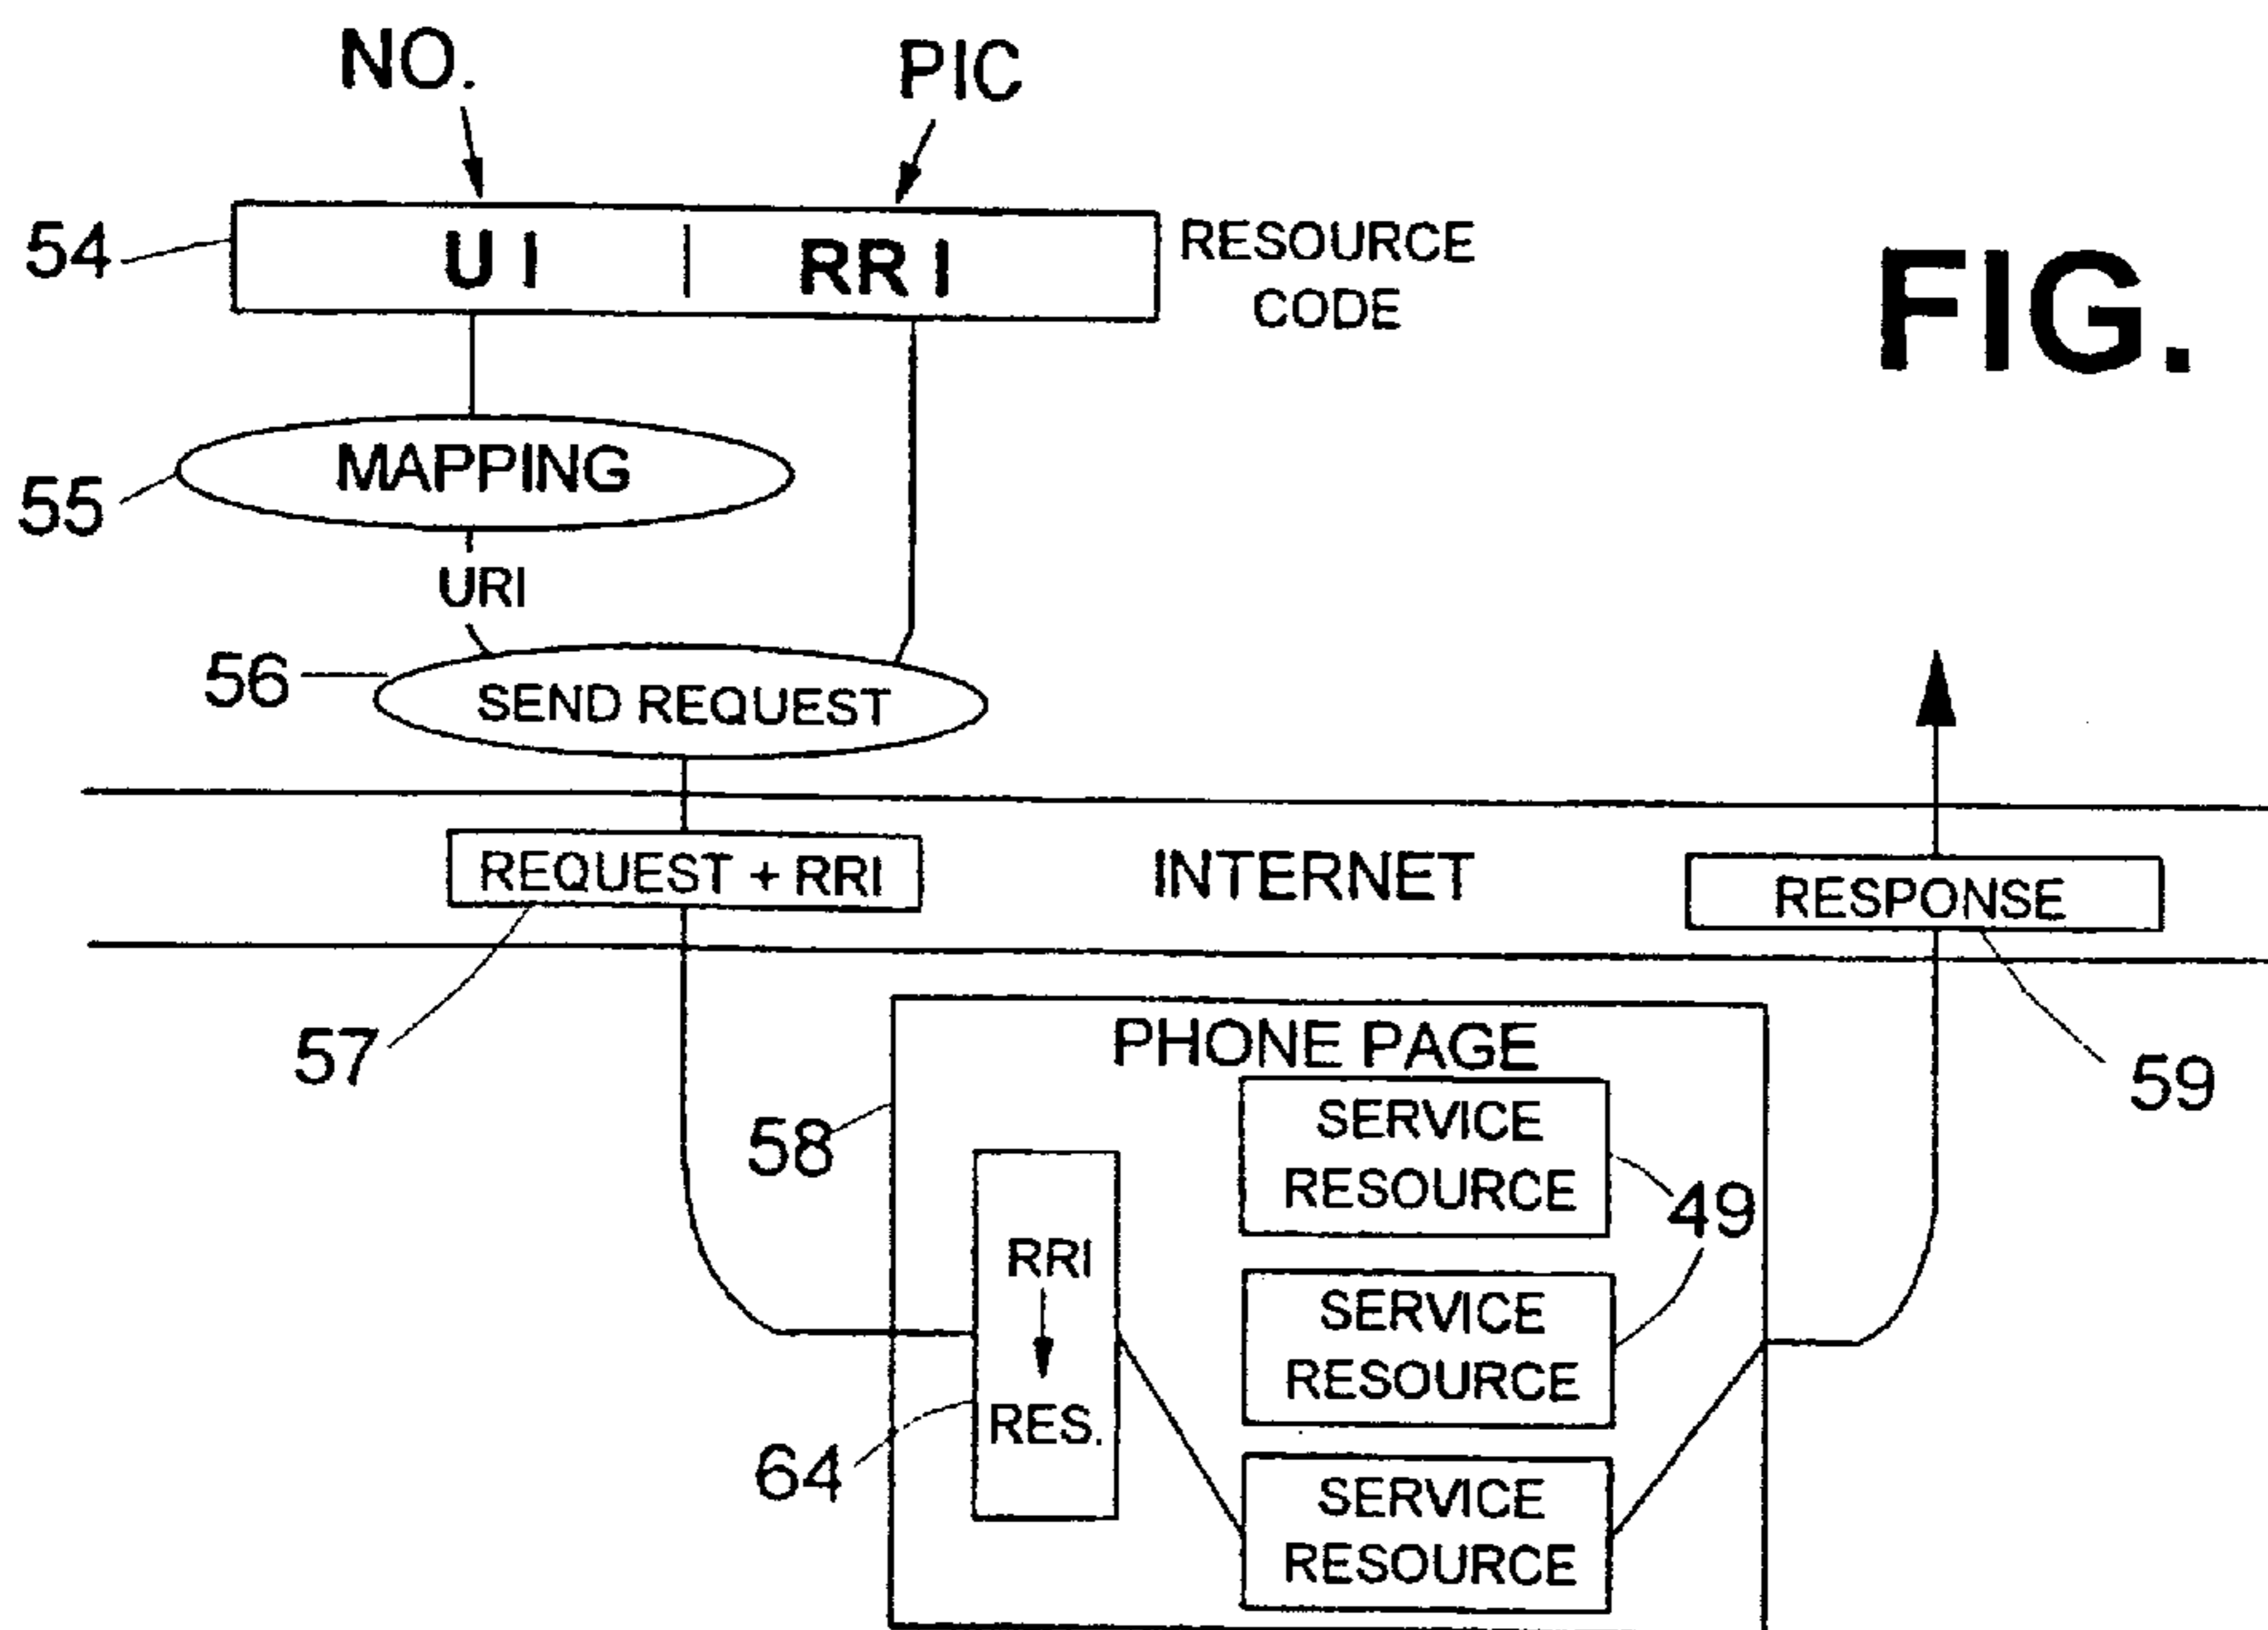 NO.
PIC
54
U I | RR I
RESOURCE
CODE
FIG.
MAPPING
55
URI
56
SEND REQUEST
REQUEST + RRI
INTERNET
RESPONSE
57
PHONE PAGE
59
58
SERVICE
RESOURCE
49
RRI
SERVICE
RESOURCE
RES.
64
SERVICE
RESOURCE